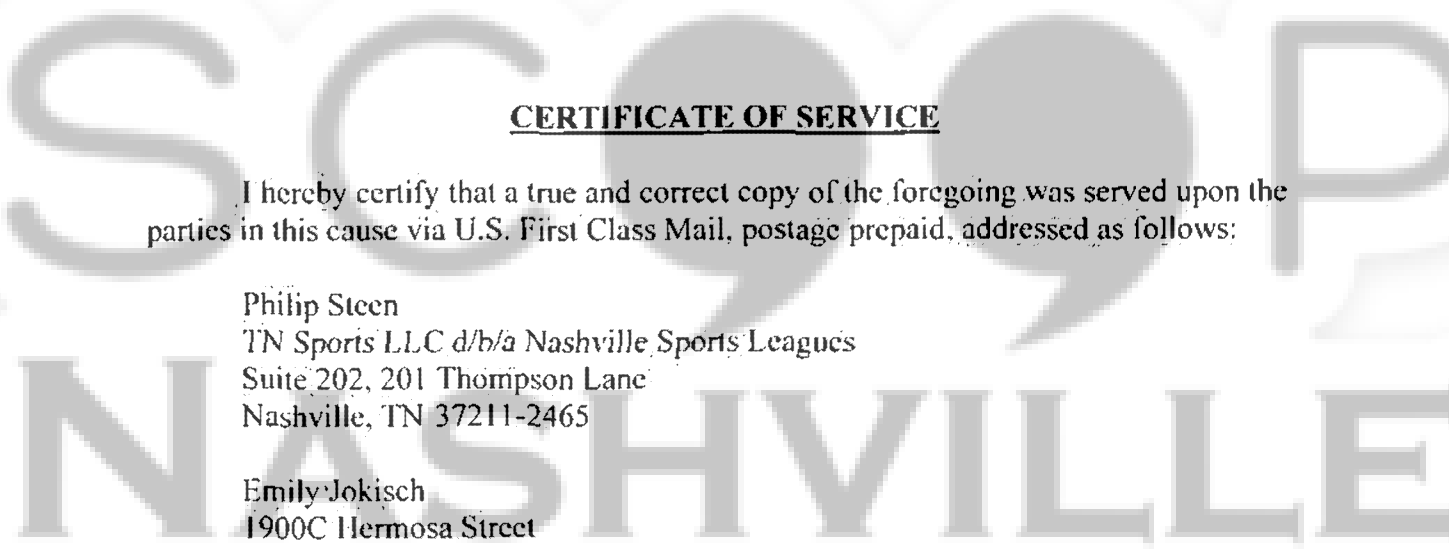 SCOOP
NASHVILLE
CERTIFICATE OF SERVICE
I hereby certify that a true and correct copy of the foregoing was served upon the
parties in this cause via U.S. First Class Mail, postage prepaid, addressed as follows:
Philip Steen
TN Sports LLC d/b/a Nashville Sports Leagues
Suite 202, 201 Thompson Lane
Nashville, TN 37211-2465
Emily Jokisch
1900C Hermosa Street